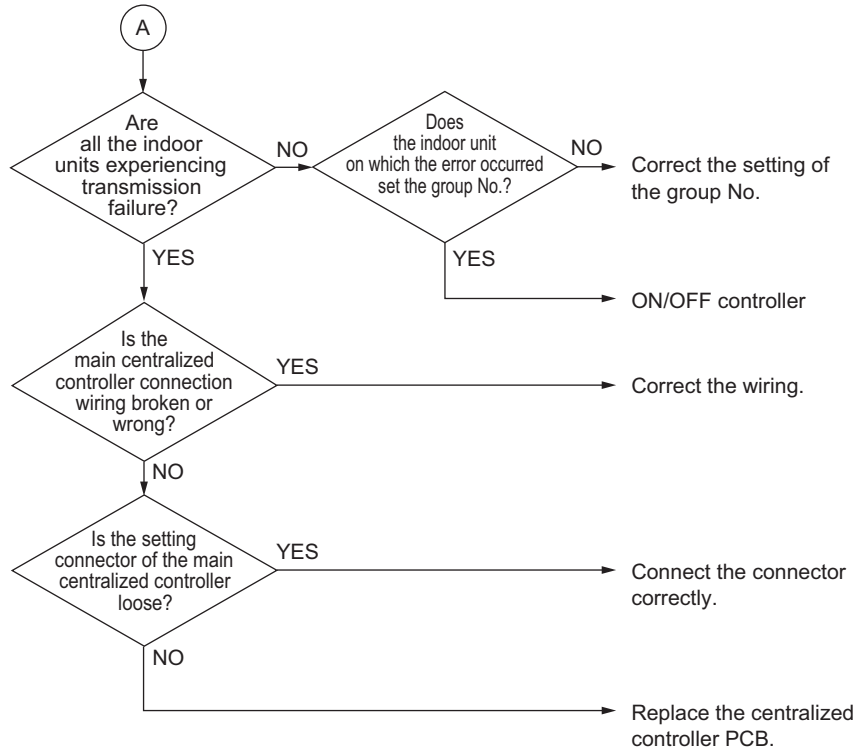 A
Are
all the indoor
units experiencing
transmission
failure?
NO
Does
the indoor unit
on which the error occurred
set the group No.?
NO
Correct the setting of
the group No.
YES
YES
ON/OFF controller
Is the
main centralized
controller connection
wiring broken or
wrong?
YES
Correct the wiring.
NO
Is the setting
connector of the main
centralized controller
loose?
YES
Connect the connector
correctly.
NO
Replace the centralized
controller PCB.